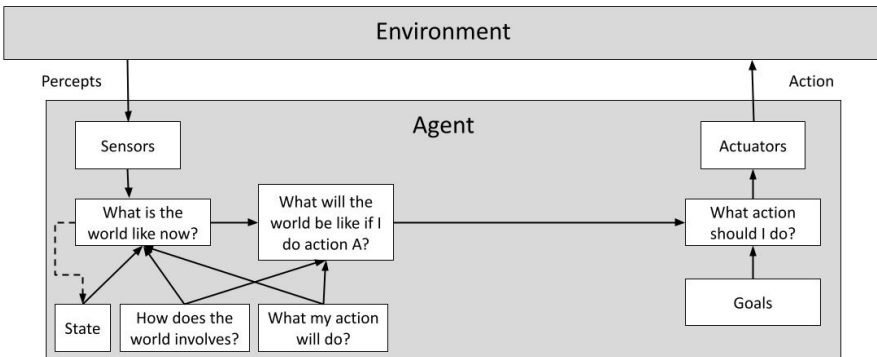 Environment
Percepts
Action
Agent
Sensors
Actuators
What is the
world like now?
What will the
world be like if I
do action A?
What action
should I do?
State
How does the
world involves?
What my action
will do?
Goals